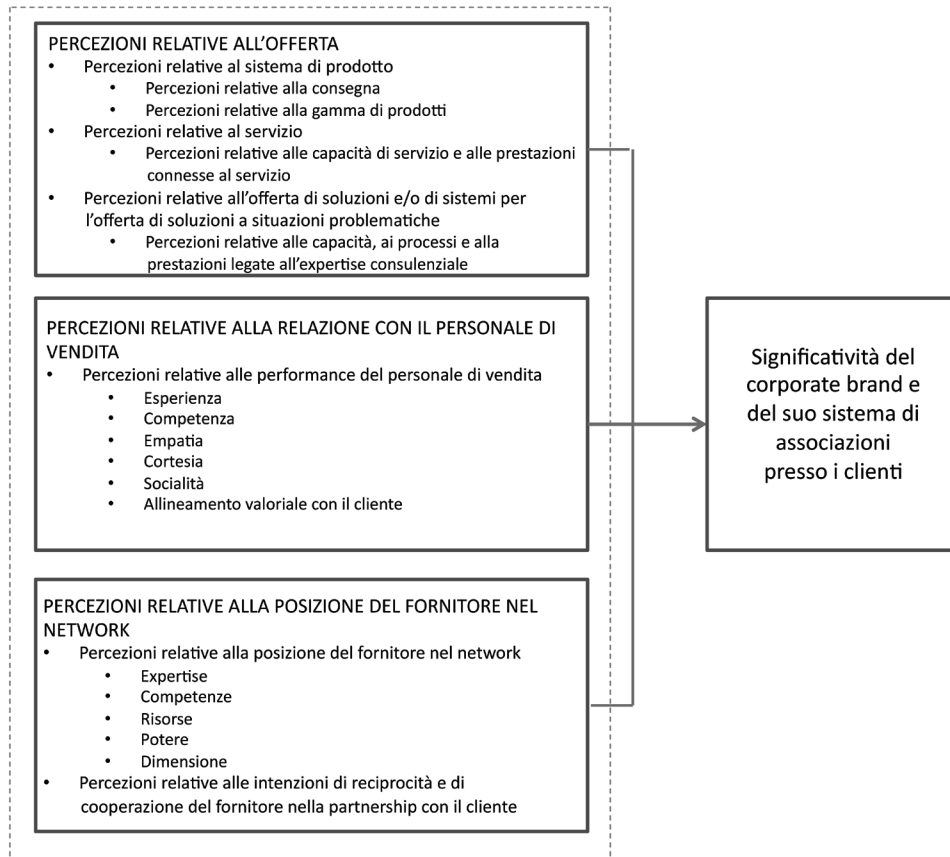 PERCEZIONI RELATIVE ALL'OFFERTA
• Percezioni relative al sistema di prodotto
• Percezioni relative alla consegna
• Percezioni relative alla gamma di prodotti
• Percezioni relative al servizio
• Percezioni relative alle capacità di servizio e alle prestazioni
connesse al servizio
• Percezioni relative all'offerta di soluzioni e/o di sistemi per
l'offerta di soluzioni a situazioni problematiche
• Percezioni relative alle capacità, ai processi e alla
prestazioni legate all'expertise consulenziale
PERCEZIONI RELATIVE ALLA RELAZIONE CON IL PERSONALE DI
VENDITA
• Percezioni relative alle performance del personale di vendita
• Esperienza
• Competenza
• Empatia
• Cortesia
• Socialità
• Allineamento valoriale con il cliente
PERCEZIONI RELATIVE ALLA POSIZIONE DEL FORNITORE NEL
NETWORK
• Percezioni relative alla posizione del fornitore nel network
• Expertise
• Competenze
• Risorse
• Potere
• Dimensione
• Percezioni relative alle intenzioni di reciprocità e di
cooperazione del fornitore nella partnership con il cliente
Significatività del
corporate brand e
del suo sistema di
associazioni
presso i clienti